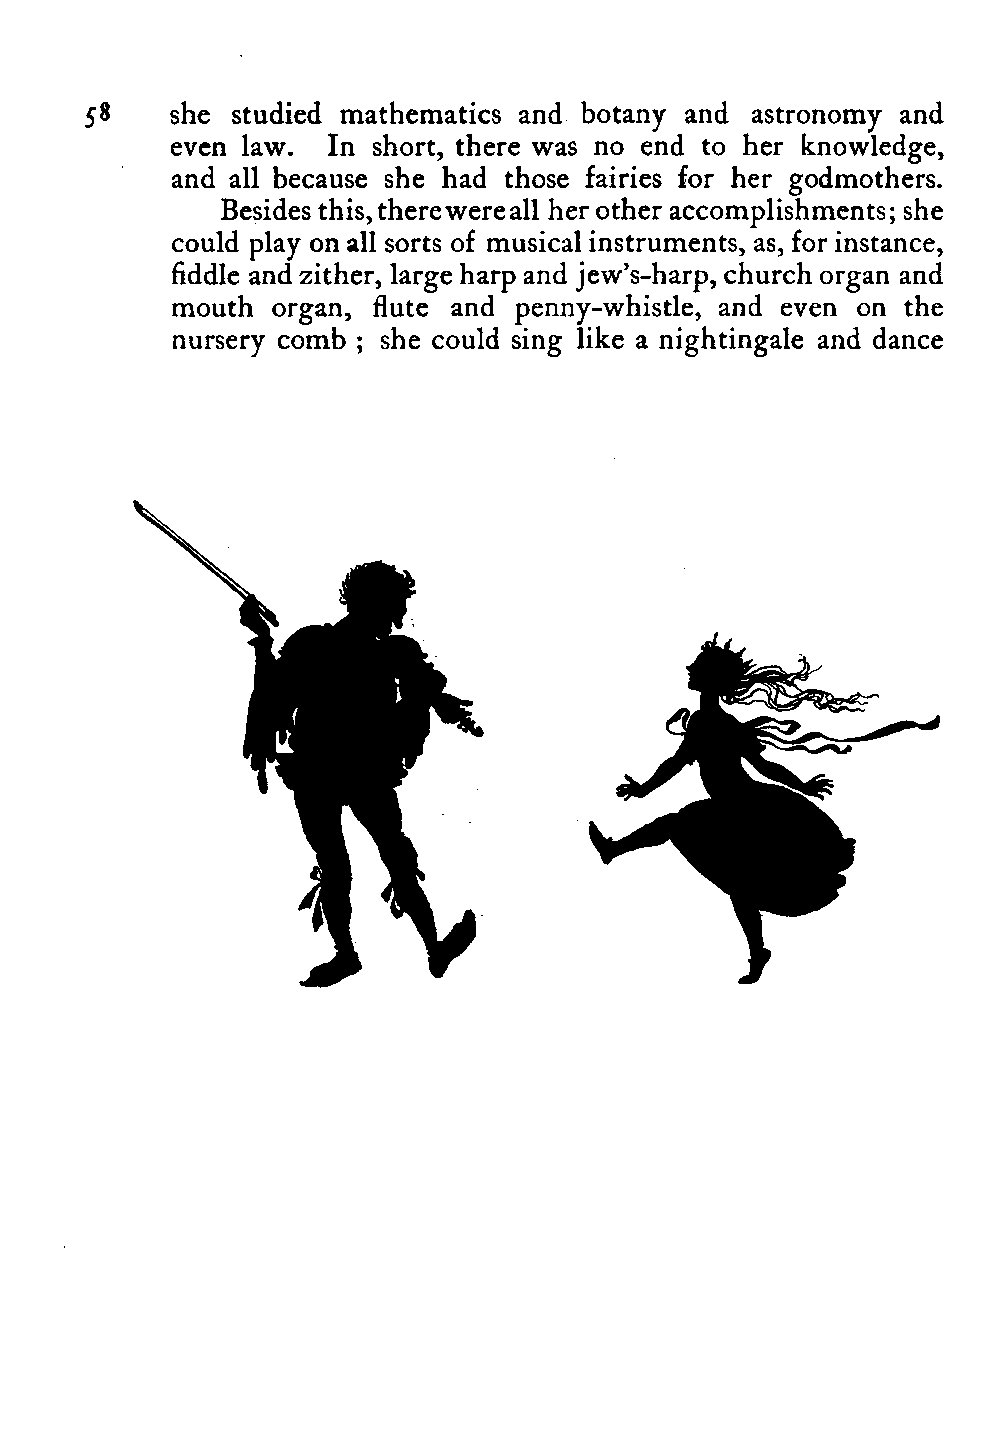 58 she studied mathematics and botany and astronomy and
even law. In short, there was no end to her knowledge,
and all because she had those fairies for her godmothers.
Besides this, there were all her other accomplishments; she
could play on all sorts of musical instruments, as, for instance,
fiddle and zither, large harp and jew's-harp, church organ and
mouth organ, flute and penny-whistle, and even on the
nursery comb ; she could sing like a nightingale and dance